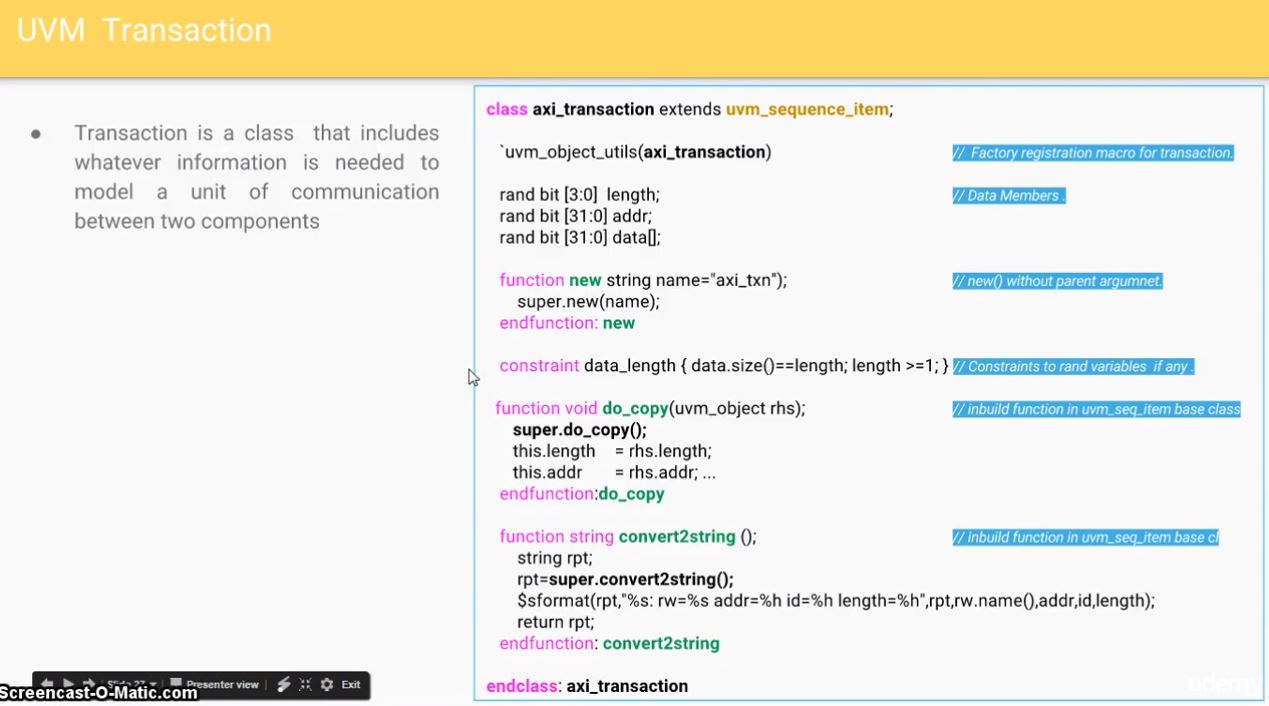 UVM Transaction
● Transaction is a class that includes
whatever information is needed to
model a unit of communication
between two components
class axi_transaction extends uvm_sequence_item;
`uvm_object_utils(axi_transaction) // Factory registration macro for transaction.
rand bit [3:0] length; // Data Members .
rand bit [31:0] addr;
rand bit [31:0] data[];
function new string name="axi_txn"); // new() without parent argumnet.
super.new(name);
endfunction: new
constraint data_length { data.size()==length; length >=1; } // Constraints to rand variables if any .
function void do_copy(uvm_object rhs); // inbuild function in uvm_seq_item base class
super.do_copy();
this.length = rhs.length;
this.addr = rhs.addr; ...
endfunction:do_copy
function string convert2string (); // inbuild function in uvm_seq_item base cl
string rpt;
rpt=super.convert2string();
$sformat(rpt,"%s: rw=%s addr=%h id=%h length=%h",rpt,rw.name(),addr,id,length);
return rpt;
endfunction: convert2string
endclass: axi_transaction
Presenter view Exit
Screencast-O-Matic.com
udemy